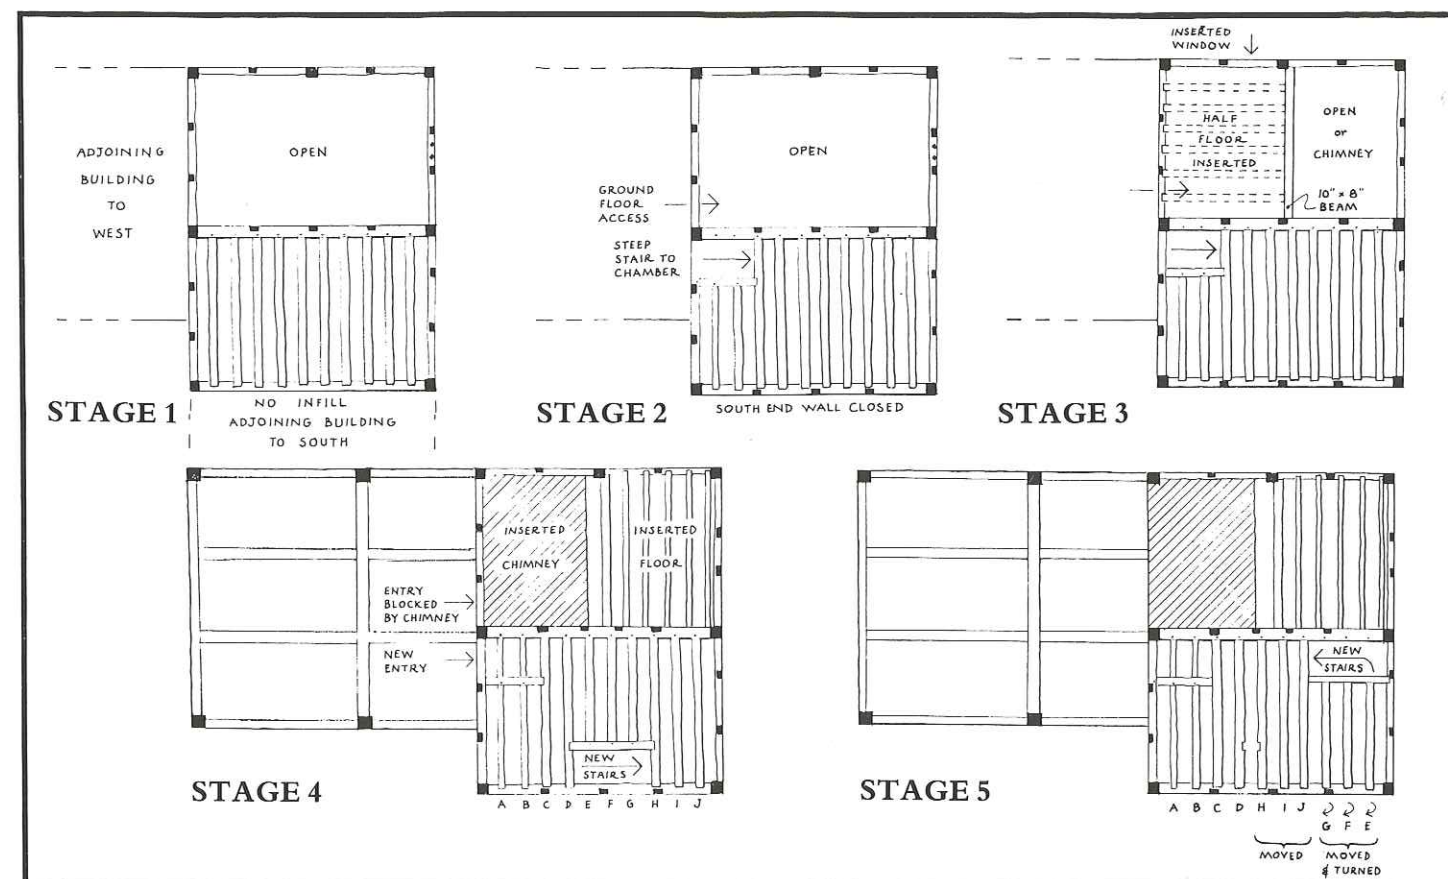 ADJOINING
BUILDING
TO
WEST
OPEN
STAGE 1
NO INFILL
ADJOINING BUILDING
TO SOUTH
OPEN
GROUND
FLOOR
ACCESS
STEEP
STAIR TO
CHAMBER
STAGE 2
SOUTH END WALL CLOSED
INSERTED
WINDOW
HALF
FLOOR
INSERTED
OPEN
or
CHIMNEY
10" x 8"
BEAM
STAGE 3
INSERTED
CHIMNEY
INSERTED
FLOOR
ENTRY
BLOCKED
BY CHIMNEY
NEW
ENTRY
NEW
STAIRS
STAGE 4
A B C D E F G H I J
NEW
STAIRS
STAGE 5
A B C D H I J G F E
MOVED
MOVED
& TURNED